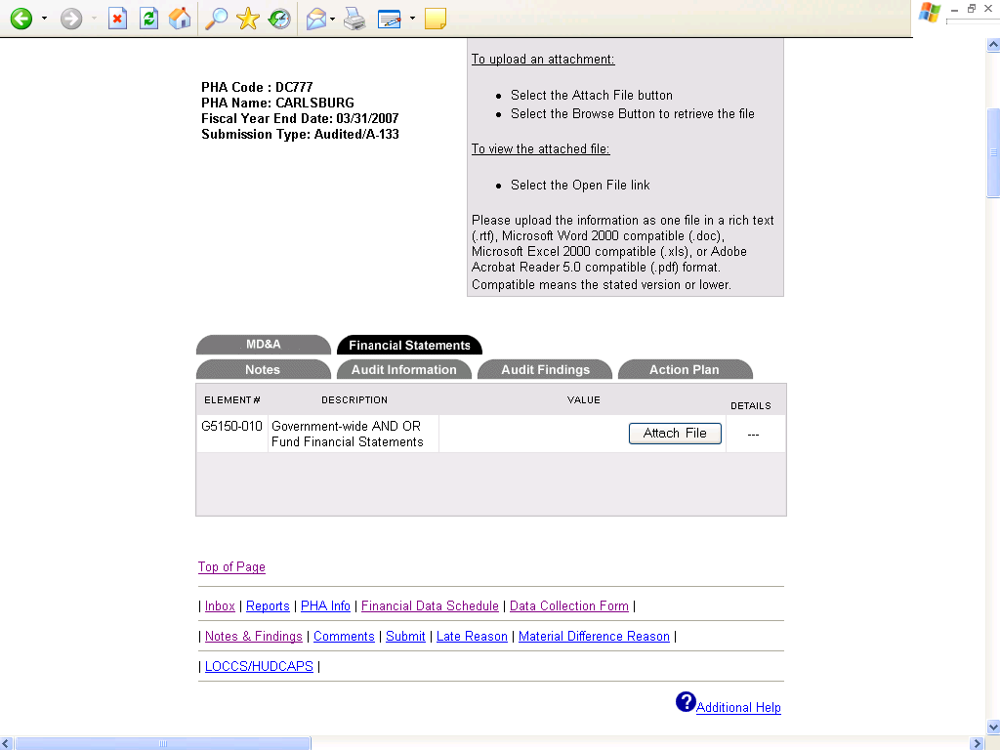 To upload an attachment:
• Select the Attach File button
• Select the Browse Button to retrieve the file
To view the attached file:
• Select the Open File link
Please upload the information as one file in a rich text
(.rtf), Microsoft Word 2000 compatible (.doc),
Microsoft Excel 2000 compatible (.xls), or Adobe
Acrobat Reader 5.0 compatible (.pdf) format.
Compatible means the stated version or lower.
PHA Code : DC777
PHA Name: CARLSBURG
Fiscal Year End Date: 03/31/2007
Submission Type: Audited/A-133
MD&A Financial Statements
Notes Audit Information Audit Findings Action Plan
ELEMENT # DESCRIPTION VALUE DETAILS
G5150-010 Government-wide AND OR Attach File ---
Fund Financial Statements
Top of Page
| Inbox | Reports | PHA Info | Financial Data Schedule | Data Collection Form |
| Notes & Findings | Comments | Submit | Late Reason | Material Difference Reason |
| LOCCS/HUDCAPS |
? Additional Help